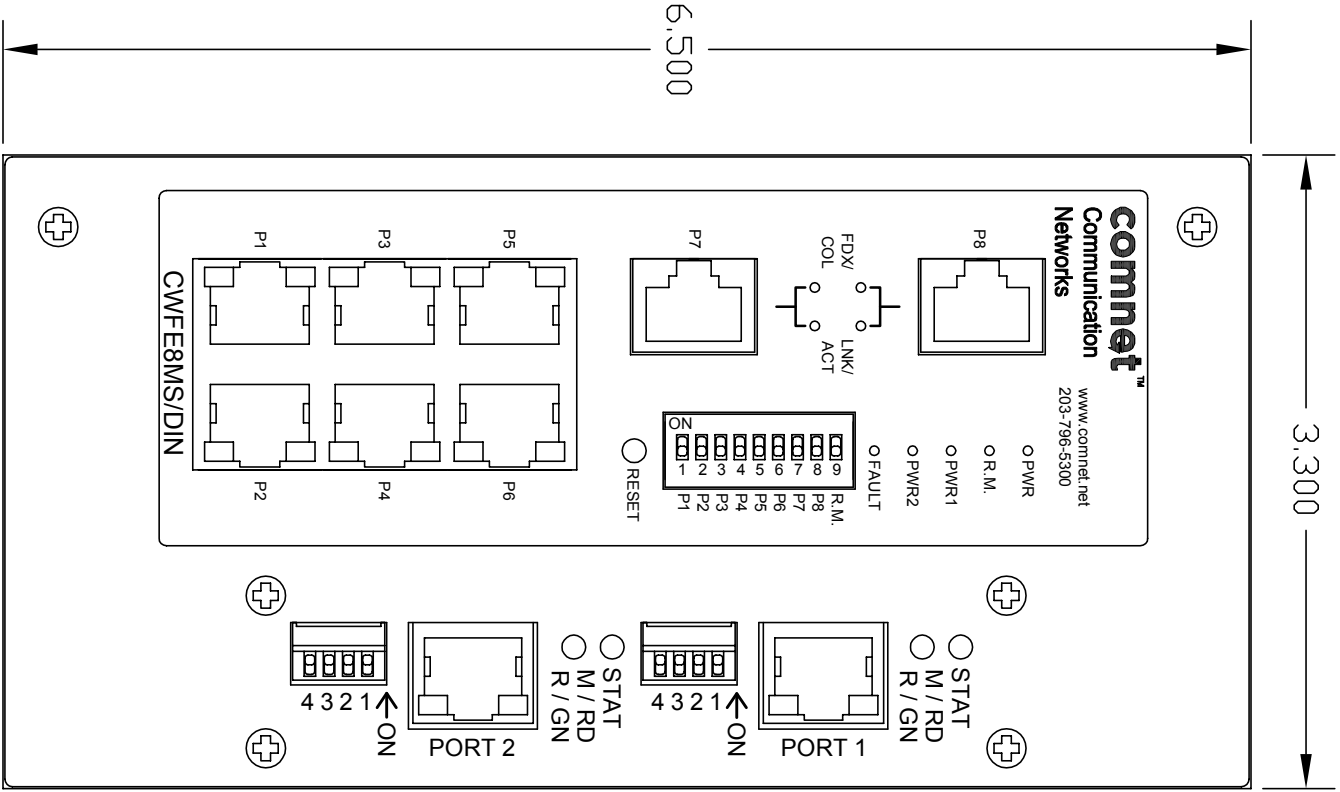 6.500
3.300
comnet™
Communication
Networks
www.comnet.net
203-796-5300
P8
FDX/
COL
LNK/
ACT
P7
P5
P3
P1
P6
P4
P2
CWFE8MS/DIN
PWR
R.M.
PWR1
PWR2
FAULT
ON
1 2 3 4 5 6 7 8 9
P1 P2 P3 P4 P5 P6 P7 P8 R.M.
RESET
STAT
M / RD
R / GN
PORT 1
ON
4 3 2 1
STAT
M / RD
R / GN
PORT 2
ON
4 3 2 1